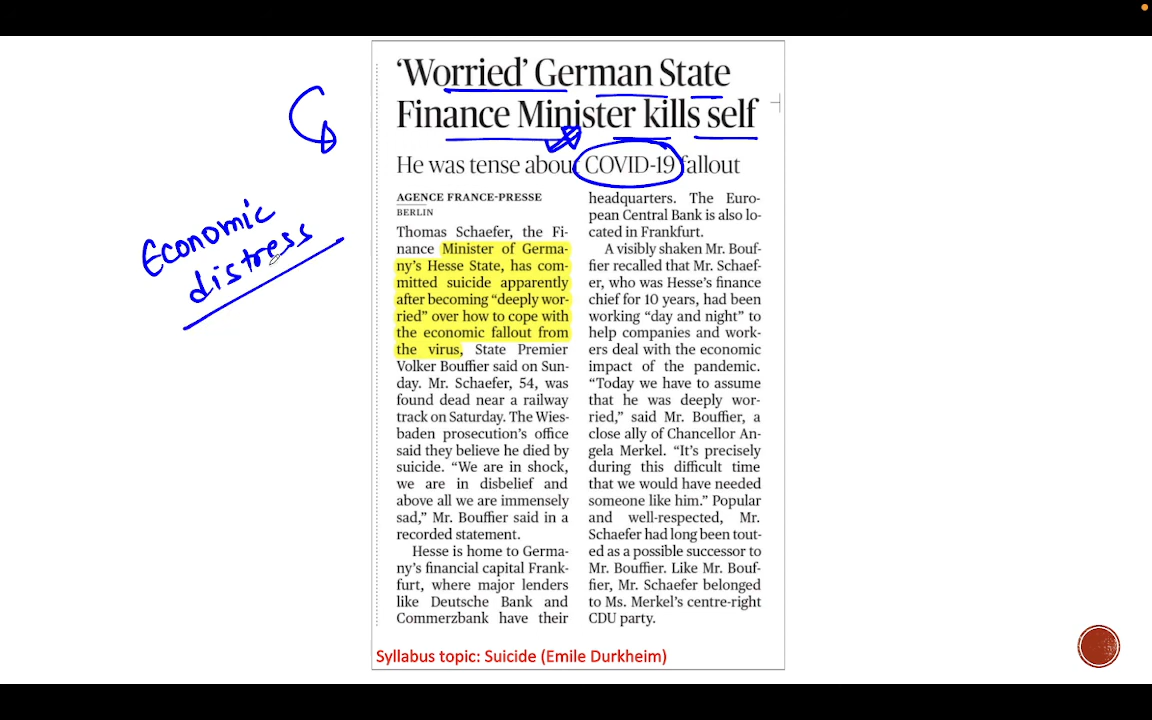 ‘Worried’ German State
Finance Minister kills self
He was tense about COVID-19 fallout
Economic
distress
AGENCE FRANCE-PRESSE
BERLIN
Thomas Schaefer, the Fi-
nance Minister of Germa-
ny’s Hesse State, has com-
mitted suicide apparently
after becoming “deeply wor-
ried” over how to cope with
the economic fallout from
the virus, State Premier
Volker Bouffier said on Sun-
day. Mr. Schaefer, 54, was
found dead near a railway
track on Saturday. The Wies-
baden prosecution’s office
said they believe he died by
suicide. “We are in shock,
we are in disbelief and
above all we are immensely
sad,” Mr. Bouffier said in a
recorded statement.
Hesse is home to Germa-
ny’s financial capital Frank-
furt, where major lenders
like Deutsche Bank and
Commerzbank have their
headquarters. The Euro-
pean Central Bank is also lo-
cated in Frankfurt.
A visibly shaken Mr. Bouf-
fier recalled that Mr. Schaef-
er, who was Hesse’s finance
chief for 10 years, had been
working “day and night” to
help companies and work-
ers deal with the economic
impact of the pandemic.
“Today we have to assume
that he was deeply wor-
ried,” said Mr. Bouffier, a
close ally of Chancellor An-
gela Merkel. “It’s precisely
during this difficult time
that we would have needed
someone like him.” Popular
and well-respected, Mr.
Schaefer had long been tout-
ed as a possible successor to
Mr. Bouffier. Like Mr. Bouf-
fier, Mr. Schaefer belonged
to Ms. Merkel’s centre-right
CDU party.
Syllabus topic: Suicide (Emile Durkheim)